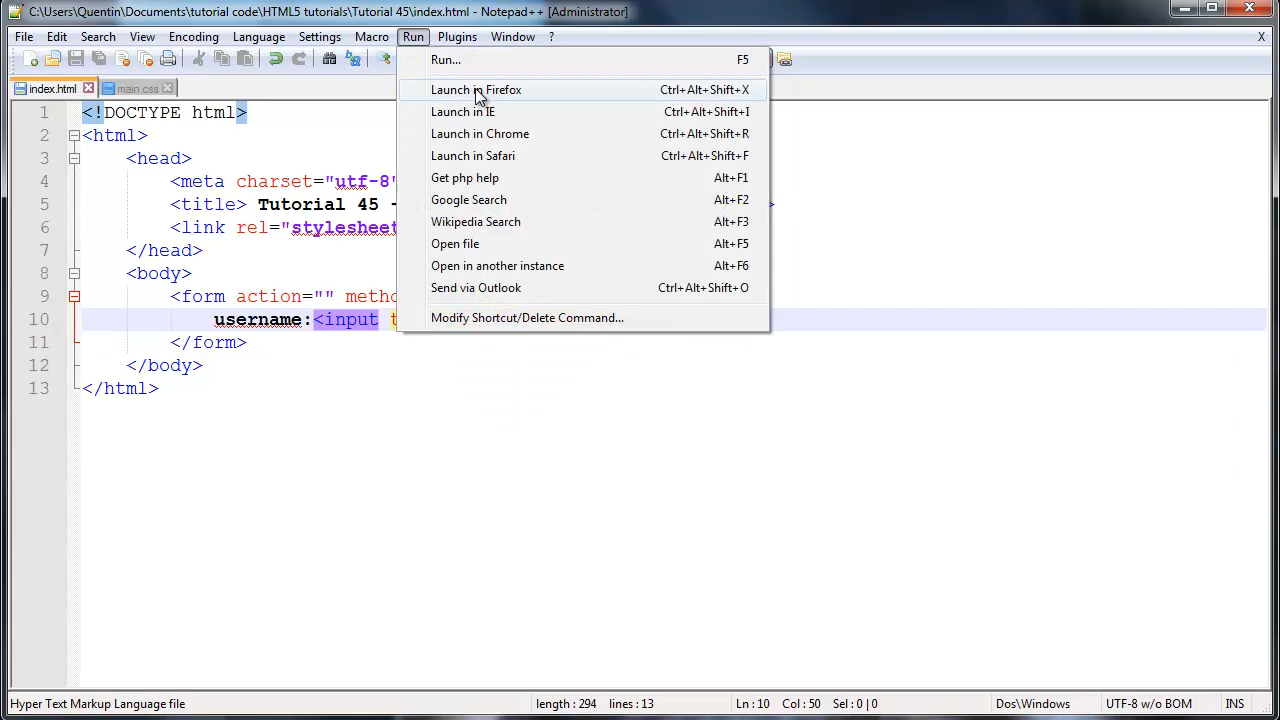 C:\Users\Quentin\Documents\tutorial code\HTML5 tutorials\Tutorial 45\index.html - Notepad++ [Administrator]
File Edit Search View Encoding Language Settings Macro Run Plugins Window ? X
Run... F5
index.html main.css
Launch in Firefox Ctrl+Alt+Shift+X
Launch in IE Ctrl+Alt+Shift+I
Launch in Chrome Ctrl+Alt+Shift+R
Launch in Safari Ctrl+Alt+Shift+F
Get php help Alt+F1
Google Search Alt+F2
Wikipedia Search Alt+F3
Open file Alt+F5
Open in another instance Alt+F6
Send via Outlook Ctrl+Alt+Shift+O
Modify Shortcut/Delete Command...
1 <!DOCTYPE html>
2 <html>
3 <head>
4 <meta charset="utf-8"
5 <title> Tutorial 45 -
6 <link rel="stylesheet
7 </head>
8 <body>
9 <form action="" metho
10 username:<input t
11 </form>
12 </body>
13 </html>
Hyper Text Markup Language file length : 294 lines : 13 Ln : 10 Col : 50 Sel : 0 | 0 Dos\Windows UTF-8 w/o BOM INS